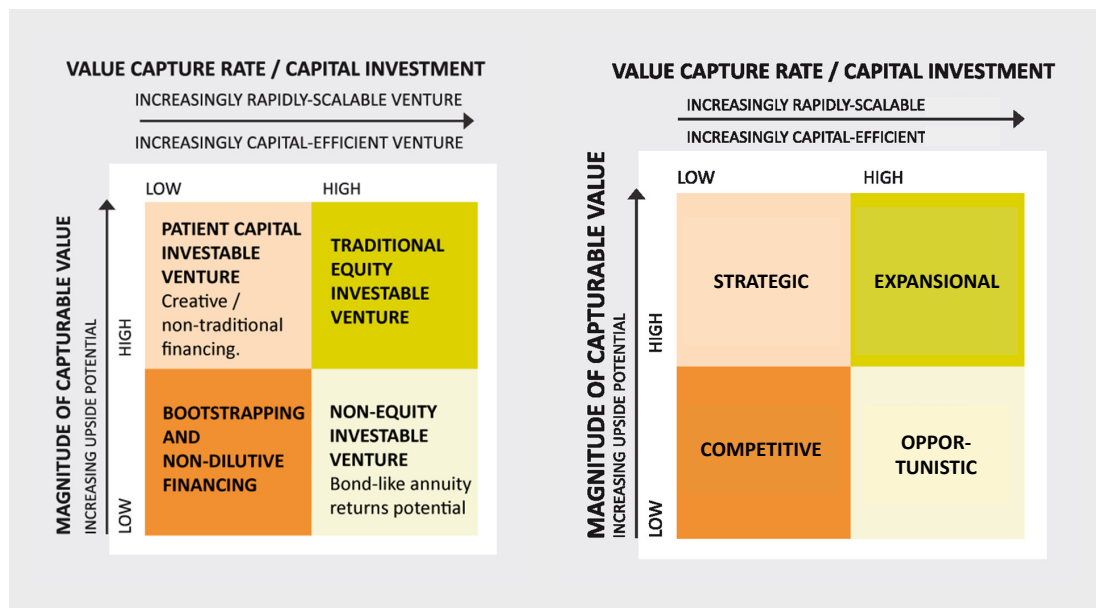 VALUE CAPTURE RATE / CAPITAL INVESTMENT
INCREASINGLY RAPIDLY-SCALABLE VENTURE
INCREASINGLY CAPITAL-EFFICIENT VENTURE
LOW
HIGH
MAGNITUDE OF CAPTURABLE VALUE
INCREASING UPSIDE POTENTIAL
HIGH
LOW
PATIENT CAPITAL
INVESTABLE
VENTURE
Creative /
non-traditional
financing.
TRADITIONAL
EQUITY
INVESTABLE
VENTURE
BOOTSTRAPPING
AND
NON-DILUTIVE
FINANCING
NON-EQUITY
INVESTABLE
VENTURE
Bond-like annuity
returns potential
VALUE CAPTURE RATE / CAPITAL INVESTMENT
INCREASINGLY RAPIDLY-SCALABLE
INCREASINGLY CAPITAL-EFFICIENT
LOW
HIGH
MAGNITUDE OF CAPTURABLE VALUE
INCREASING UPSIDE POTENTIAL
HIGH
LOW
STRATEGIC
EXPANSIONAL
COMPETITIVE
OPPOR-
TUNISTIC